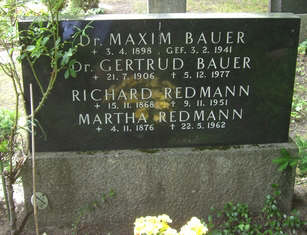 Dr. MAXIM BAUER
+ 3.4.1898 GEF. 3.2.1941
Dr. GERTRUD BAUER
+ 21.7.1906 + 5.12.1977
RICHARD REDMANN
+ 15.11.1868 + 9.11.1951
MARTHA REDMANN
+ 4.11.1876 + 22.5.1962